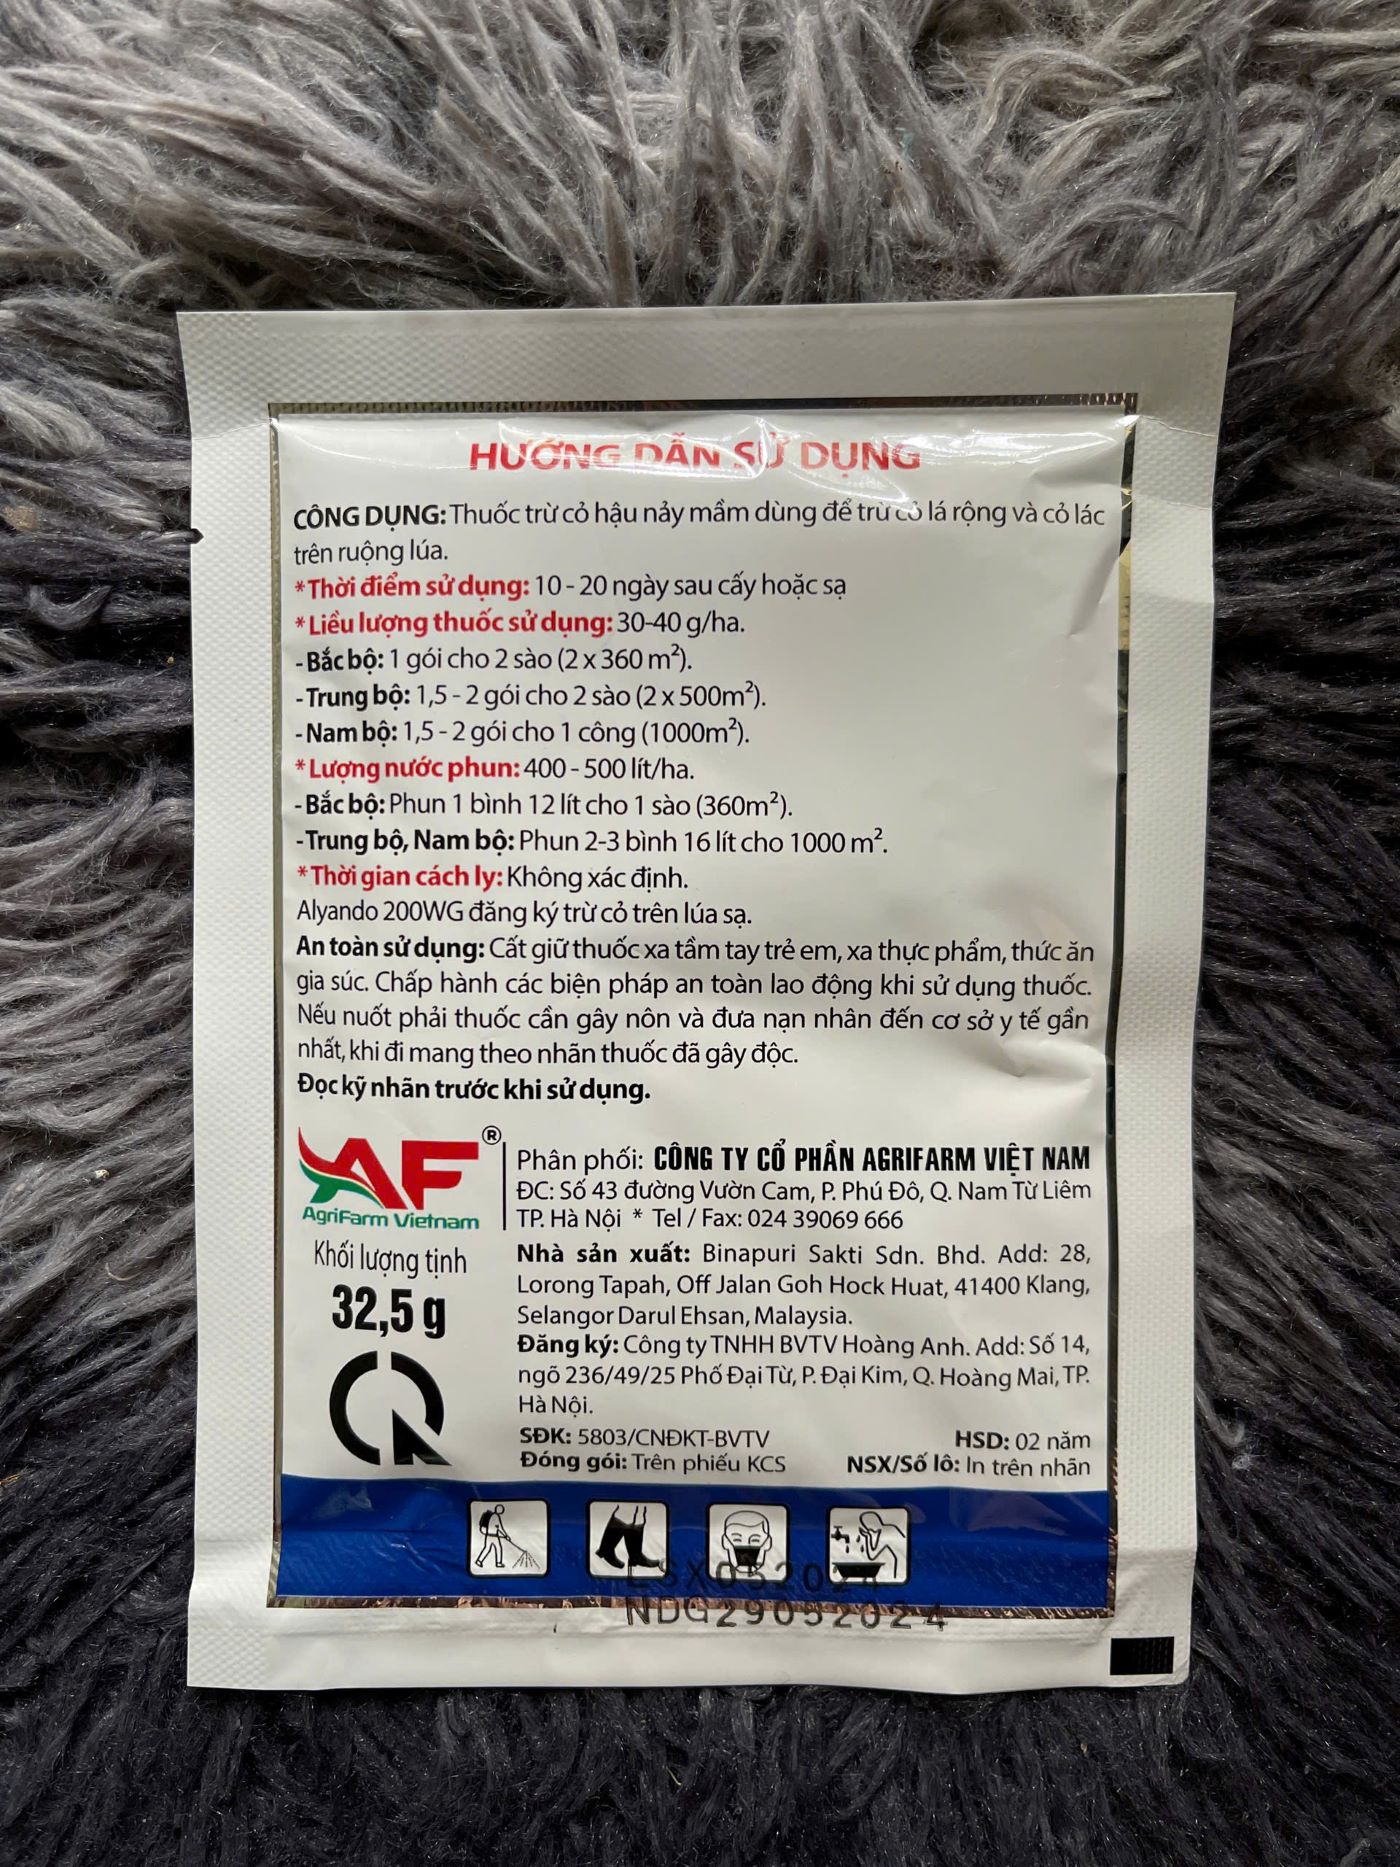 HƯỚNG DẪN SỬ DỤNG
CÔNG DỤNG: Thuốc trừ cỏ hậu nảy mầm dùng để trừ cỏ lá rộng và cỏ lác
trên ruộng lúa.
*Thời điểm sử dụng: 10 - 20 ngày sau cấy hoặc sạ
*Liều lượng thuốc sử dụng: 30-40 g/ha.
- Bắc bộ: 1 gói cho 2 sào (2 x 360 m²).
- Trung bộ: 1,5 - 2 gói cho 2 sào (2 x 500m²).
- Nam bộ: 1,5 - 2 gói cho 1 công (1000m²).
*Lượng nước phun: 400 - 500 lít/ha.
- Bắc bộ: Phun 1 bình 12 lít cho 1 sào (360m²).
- Trung bộ, Nam bộ: Phun 2-3 bình 16 lít cho 1000 m².
*Thời gian cách ly: Không xác định.
Alyando 200WG đăng ký trừ cỏ trên lúa sạ.
An toàn sử dụng: Cất giữ thuốc xa tầm tay trẻ em, xa thực phẩm, thức ăn
gia súc. Chấp hành các biện pháp an toàn lao động khi sử dụng thuốc.
Nếu nuốt phải thuốc cần gây nôn và đưa nạn nhân đến cơ sở y tế gần
nhất, khi đi mang theo nhãn thuốc đã gây độc.
Đọc kỹ nhãn trước khi sử dụng.
AF®
AgriFarm Vietnam
Phân phối: CÔNG TY CỔ PHẦN AGRIFARM VIỆT NAM
ĐC: Số 43 đường Vườn Cam, P. Phú Đô, Q. Nam Từ Liêm
TP. Hà Nội * Tel / Fax: 024 39069 666
Khối lượng tịnh
32,5 g
Nhà sản xuất: Binapuri Sakti Sdn. Bhd. Add: 28,
Lorong Tapah, Off Jalan Goh Hock Huat, 41400 Klang,
Selangor Darul Ehsan, Malaysia.
Đăng ký: Công ty TNHH BVTV Hoàng Anh. Add: Số 14,
ngõ 236/49/25 Phố Đại Từ, P. Đại Kim, Q. Hoàng Mai, TP.
Hà Nội.
SĐK: 5803/CNĐKT-BVTV HSD: 02 năm
Đóng gói: Trên phiếu KCS NSX/Số lô: In trên nhãn
LSX052024
NDG29052024